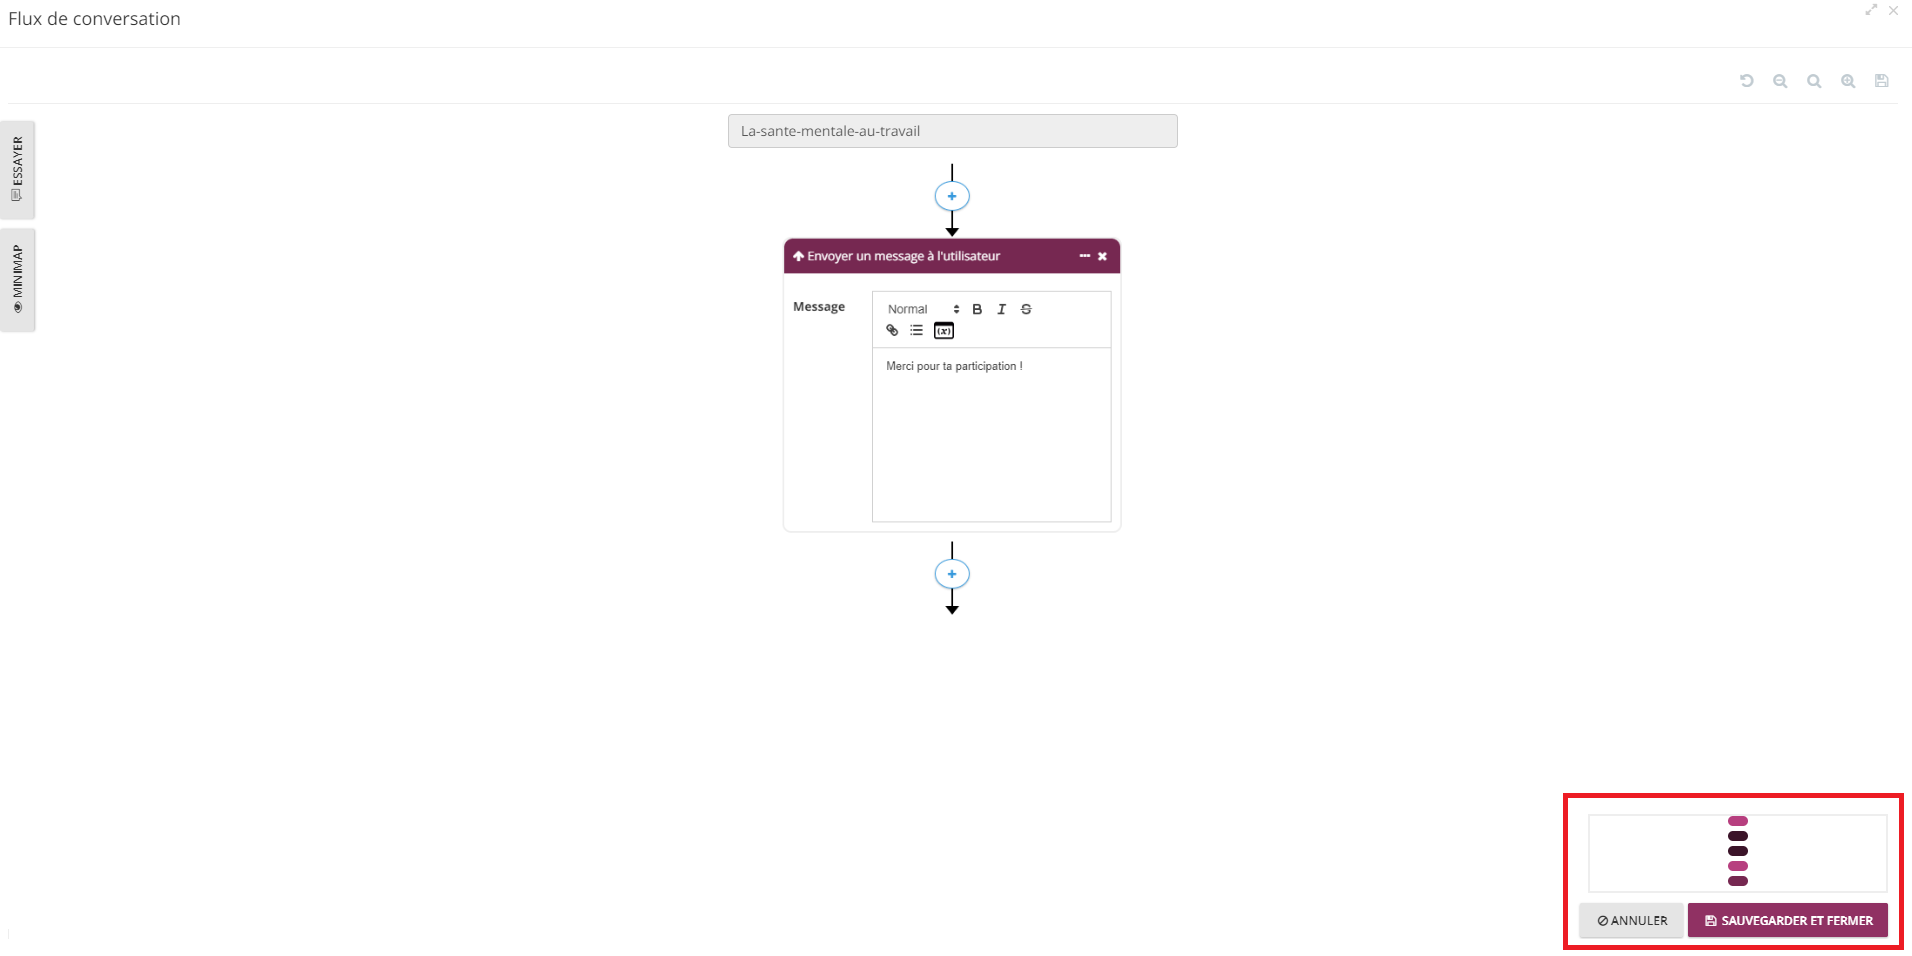 Flux de conversation
La-sante-mentale-au-travail
ESSAYER
MINIMAP
Envoyer un message à l'utilisateur
Message
Normal
B I S
(x)
Merci pour ta participation !
ANNULER
SAUVEGARDER ET FERMER